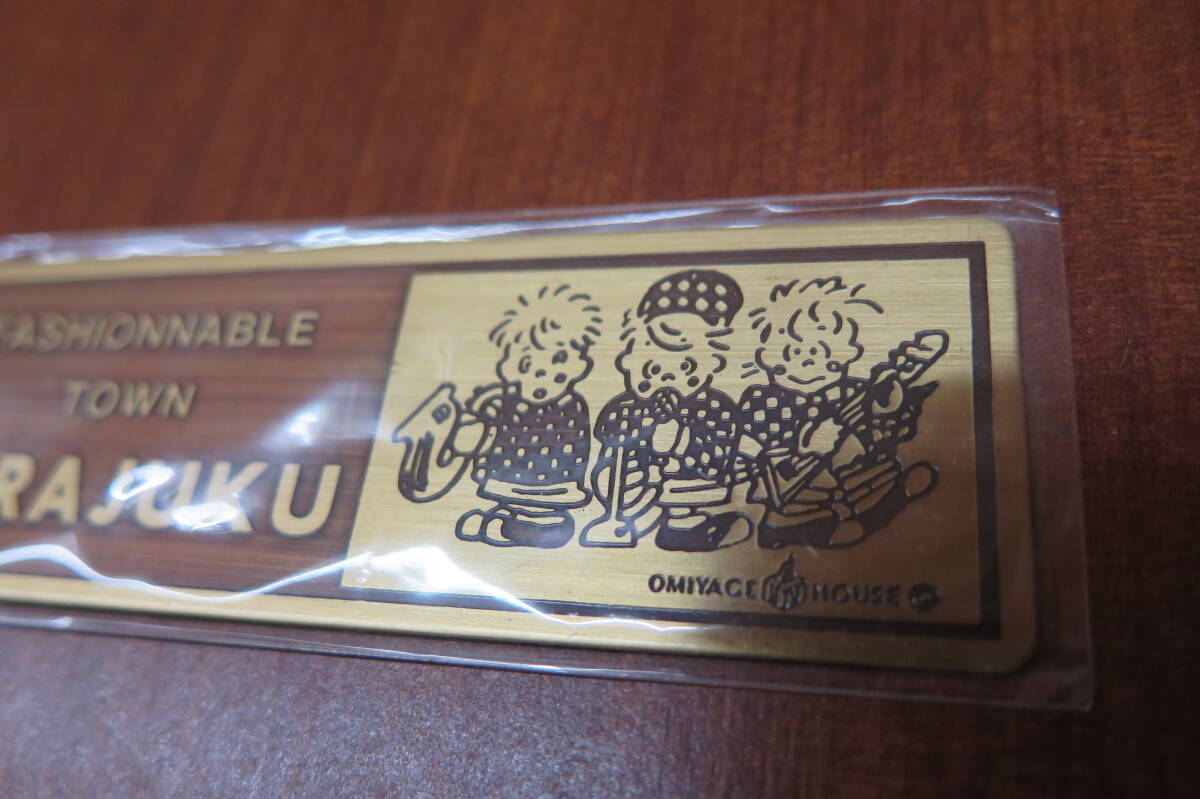 FASHIONNABLE
TOWN
RAJUKU
OMIYAGE HOUSE